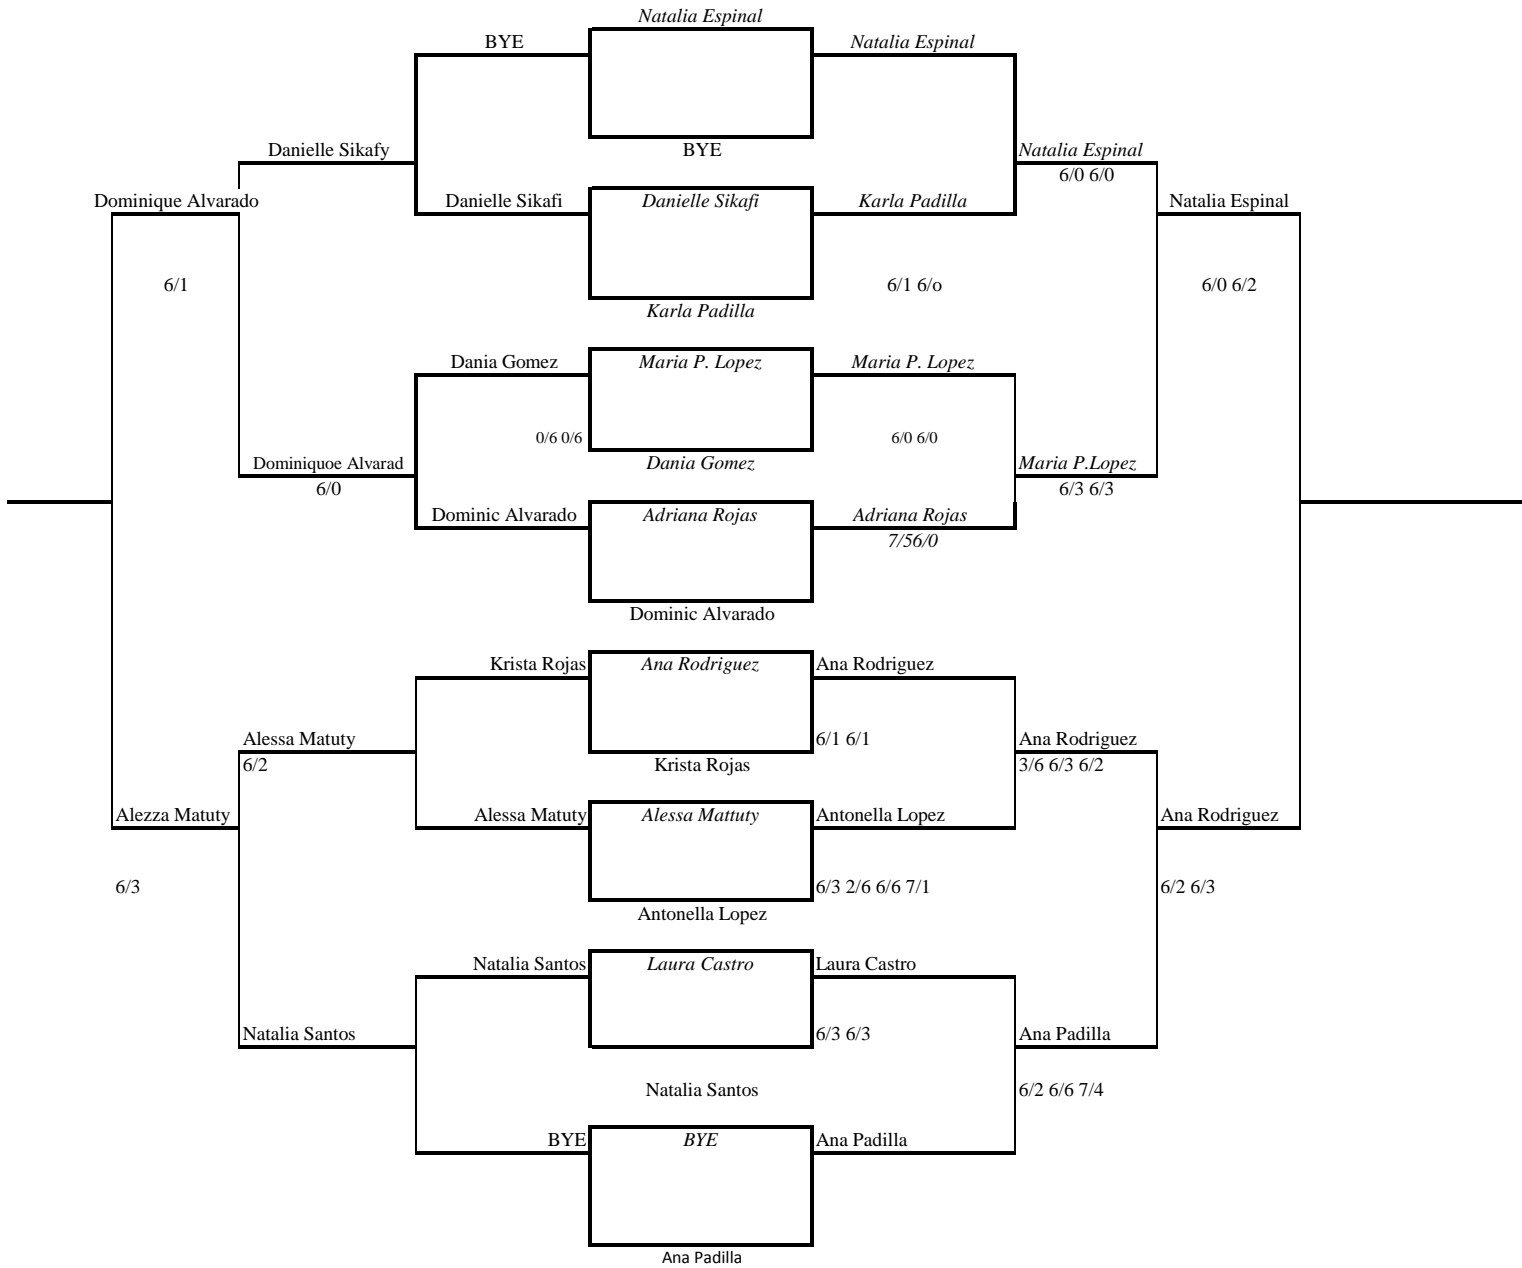 Natalia Espinal
BYE
Natalia Espinal
Danielle Sikafy
BYE
Natalia Espinal
6/0 6/0
Dominique Alvarado
Danielle Sikafi
Danielle Sikafi
Karla Padilla
Natalia Espinal
6/1
6/1 6/o
6/0 6/2
Karla Padilla
Dania Gomez
Maria P. Lopez
Maria P. Lopez
0/6 0/6
6/0 6/0
Dominiquoe Alvarad
Dania Gomez
Maria P.Lopez
6/0
6/3 6/3
Dominic Alvarado
Adriana Rojas
Adriana Rojas
7/56/0
Dominic Alvarado
Krista Rojas
Ana Rodriguez
Ana Rodriguez
Alessa Matuty
6/1 6/1
Ana Rodriguez
6/2
Krista Rojas
3/6 6/3 6/2
Alezza Matuty
Alessa Matuty
Alessa Mattuty
Antonella Lopez
Ana Rodriguez
6/3
6/3 2/6 6/6 7/1
6/2 6/3
Antonella Lopez
Natalia Santos
Laura Castro
Laura Castro
Natalia Santos
6/3 6/3
Ana Padilla
Natalia Santos
6/2 6/6 7/4
BYE
BYE
Ana Padilla
Ana Padilla